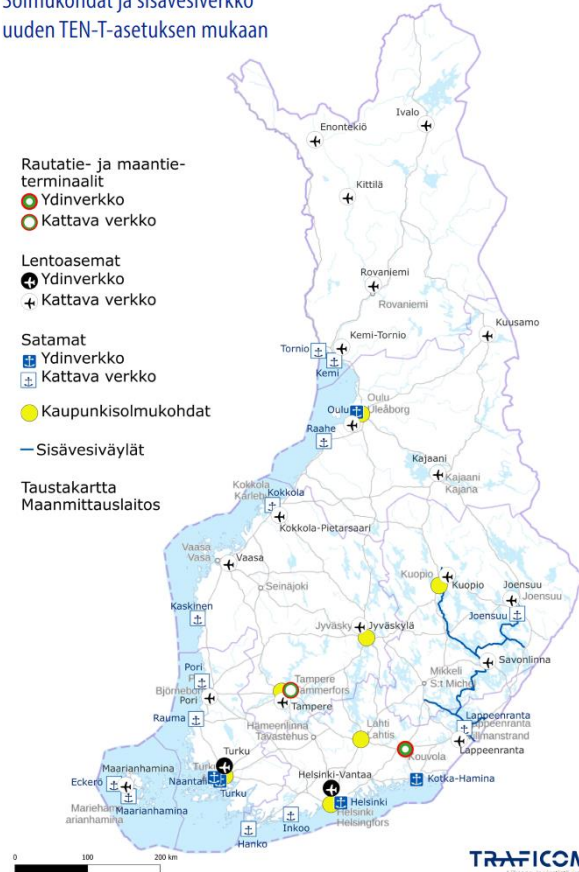 Solmukohdat ja sisävesiverkko
uuden TEN-T-asetuksen mukaan
Rautatie- ja maantie-
terminaalit
Ydinverkko
Kattava verkko
Lentoasemat
Ydinverkko
Kattava verkko
Satamat
Ydinverkko
Kattava verkko
Kaupunkisolmukohdat
Sisävesiväylät
Taustakartta
Maanmittauslaitos
Ivalo
Enontekiö
Kittilä
Rovaniemi
Rovaniemi
Kuusamo
Kemi-Tornio
Tornio
Kemi
Oulu
Oulu
Uleåborg
Raahe
Kajaani
Kajaani
Kajana
Kokkola
Karleby
Kokkola
Kokkola-Pietarsaari
Vaasa
Vasa
Vaasa
Seinäjoki
Kuopio
Kuopio
Joensuu
Joensuu
Joensuu
Kaskinen
Jyväsky
Jyväskylä
Savonlinna
Mikkeli
S:t Michel
Pori
Björneborg
Pori
Tampere
Tammerfors
Tampere
Rauma
Hämeenlinna
Tavastehus
Lahti
Lahtis
Lappeenranta
Lappeenranta
Villmanstrand
Lappeenranta
Kouvola
Turku
Naantali
Turku
Helsinki-Vantaa
Kotka-Hamina
Helsinki
Helsinki
Helsingfors
Maarianhamina
Eckerö
Mariehamn
Maarianhamina
Maarianhamina
Inkoo
Hanko
0 100 200 km
TRAFICOM